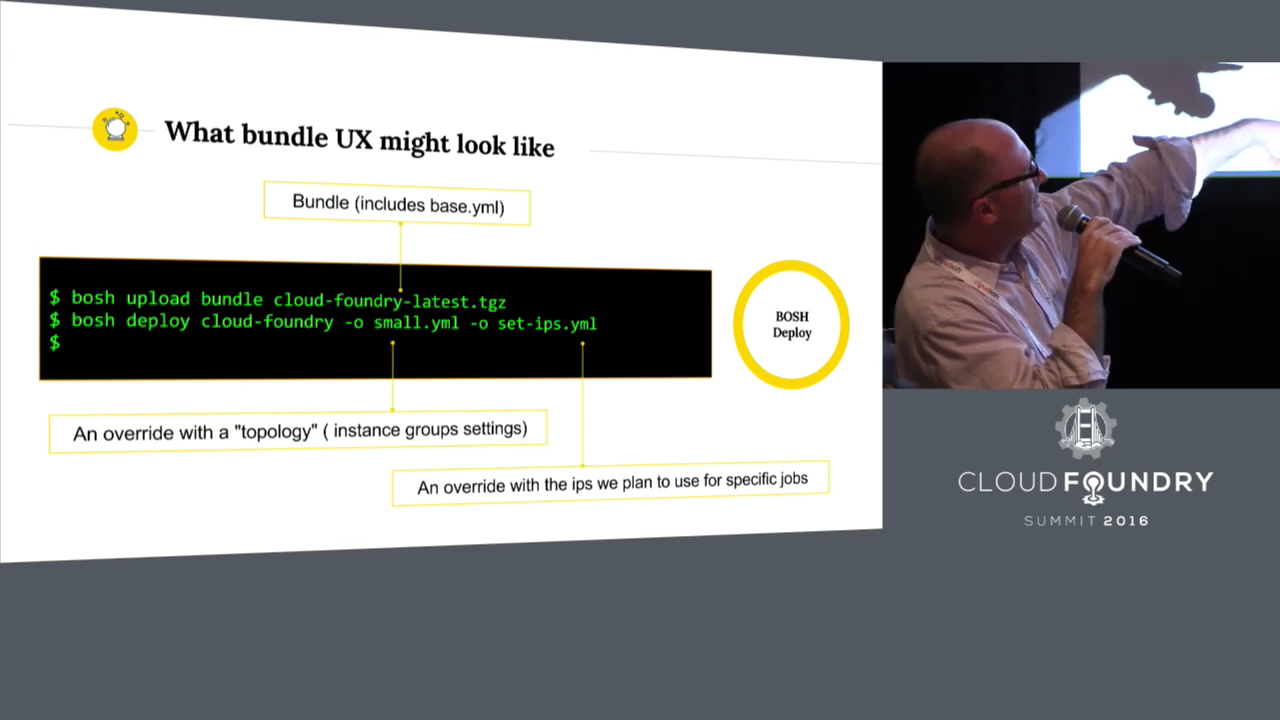 What bundle UX might look like
Bundle (includes base.yml)
$ bosh upload bundle cloud-foundry-latest.tgz
$ bosh deploy cloud-foundry -o small.yml -o set-ips.yml
$
BOSH
Deploy
An override with a "topology" ( instance groups settings)
An override with the ips we plan to use for specific jobs
CLOUD FOUNDRY
SUMMIT 2016